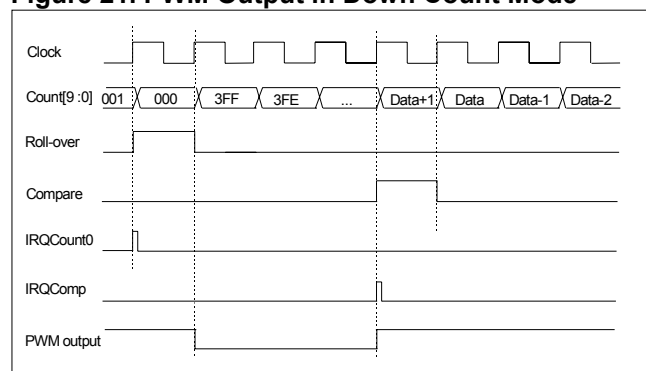 Figure 21. PWM Output in Down Count Mode
Clock
Count[9 :0] 001 000 3FF 3FE ... Data+1 Data Data-1 Data-2
Roll-over
Compare
IRQCount0
IRQComp
PWM output